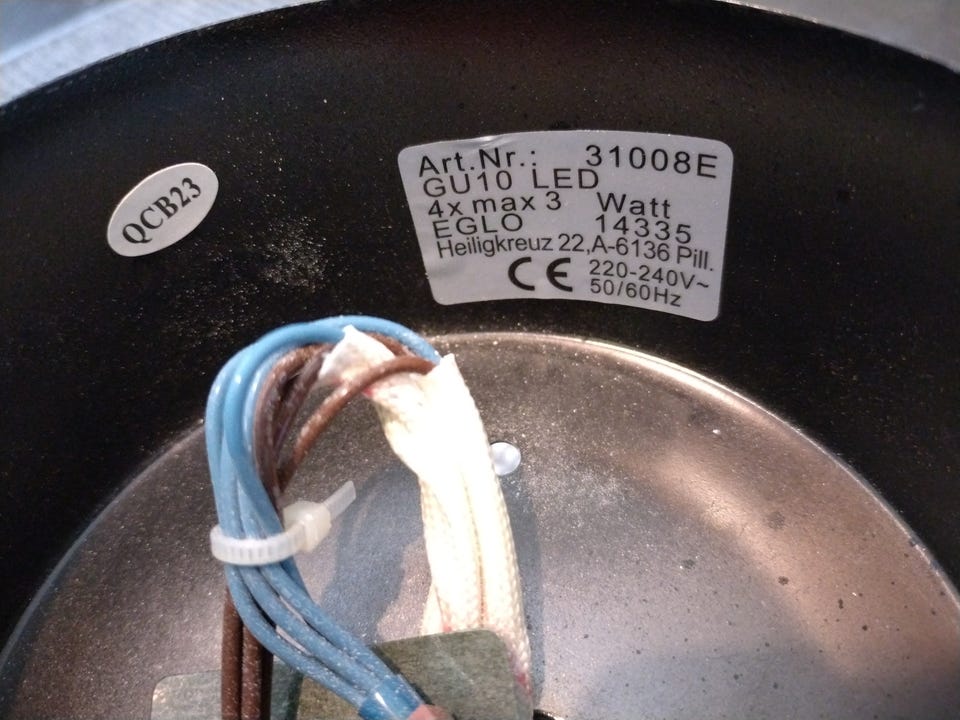 QCB23
Art.Nr.: 31008E
GU10 LED
4x max 3 Watt
EGLO 14335
Heiligkreuz 22,A-6136 Pill.
CE 220-240V~
50/60Hz